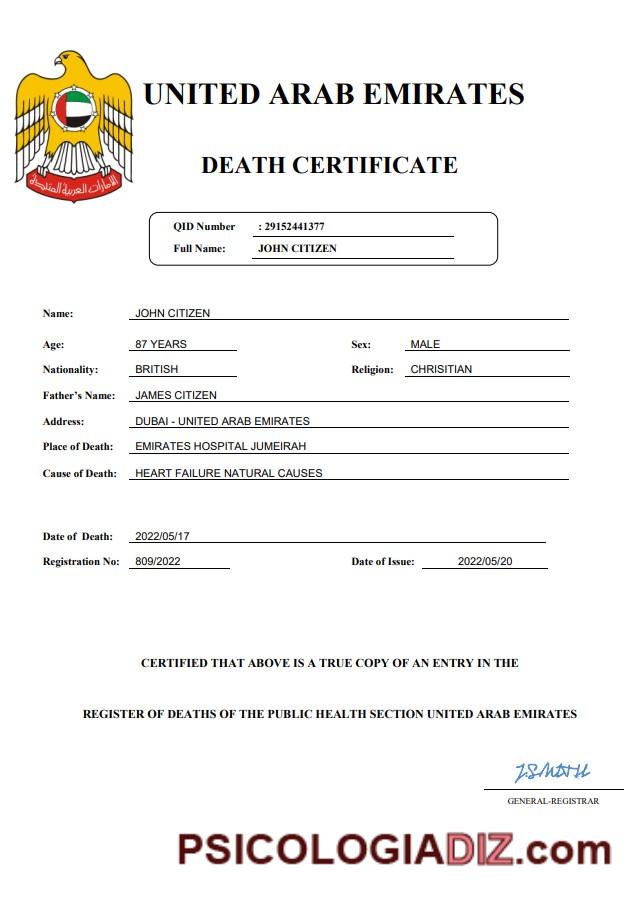 الامارات العربية المتحدة
UNITED ARAB EMIRATES
DEATH CERTIFICATE
QID Number : 29152441377
Full Name: JOHN CITIZEN
Name: JOHN CITIZEN
Age: 87 YEARS Sex: MALE
Nationality: BRITISH Religion: CHRISITIAN
Father's Name: JAMES CITIZEN
Address: DUBAI - UNITED ARAB EMIRATES
Place of Death: EMIRATES HOSPITAL JUMEIRAH
Cause of Death: HEART FAILURE NATURAL CAUSES
Date of Death: 2022/05/17
Registration No: 809/2022 Date of Issue: 2022/05/20
CERTIFIED THAT ABOVE IS A TRUE COPY OF AN ENTRY IN THE
REGISTER OF DEATHS OF THE PUBLIC HEALTH SECTION UNITED ARAB EMIRATES
GENERAL-REGISTRAR
PSICOLOGIADIZ.com